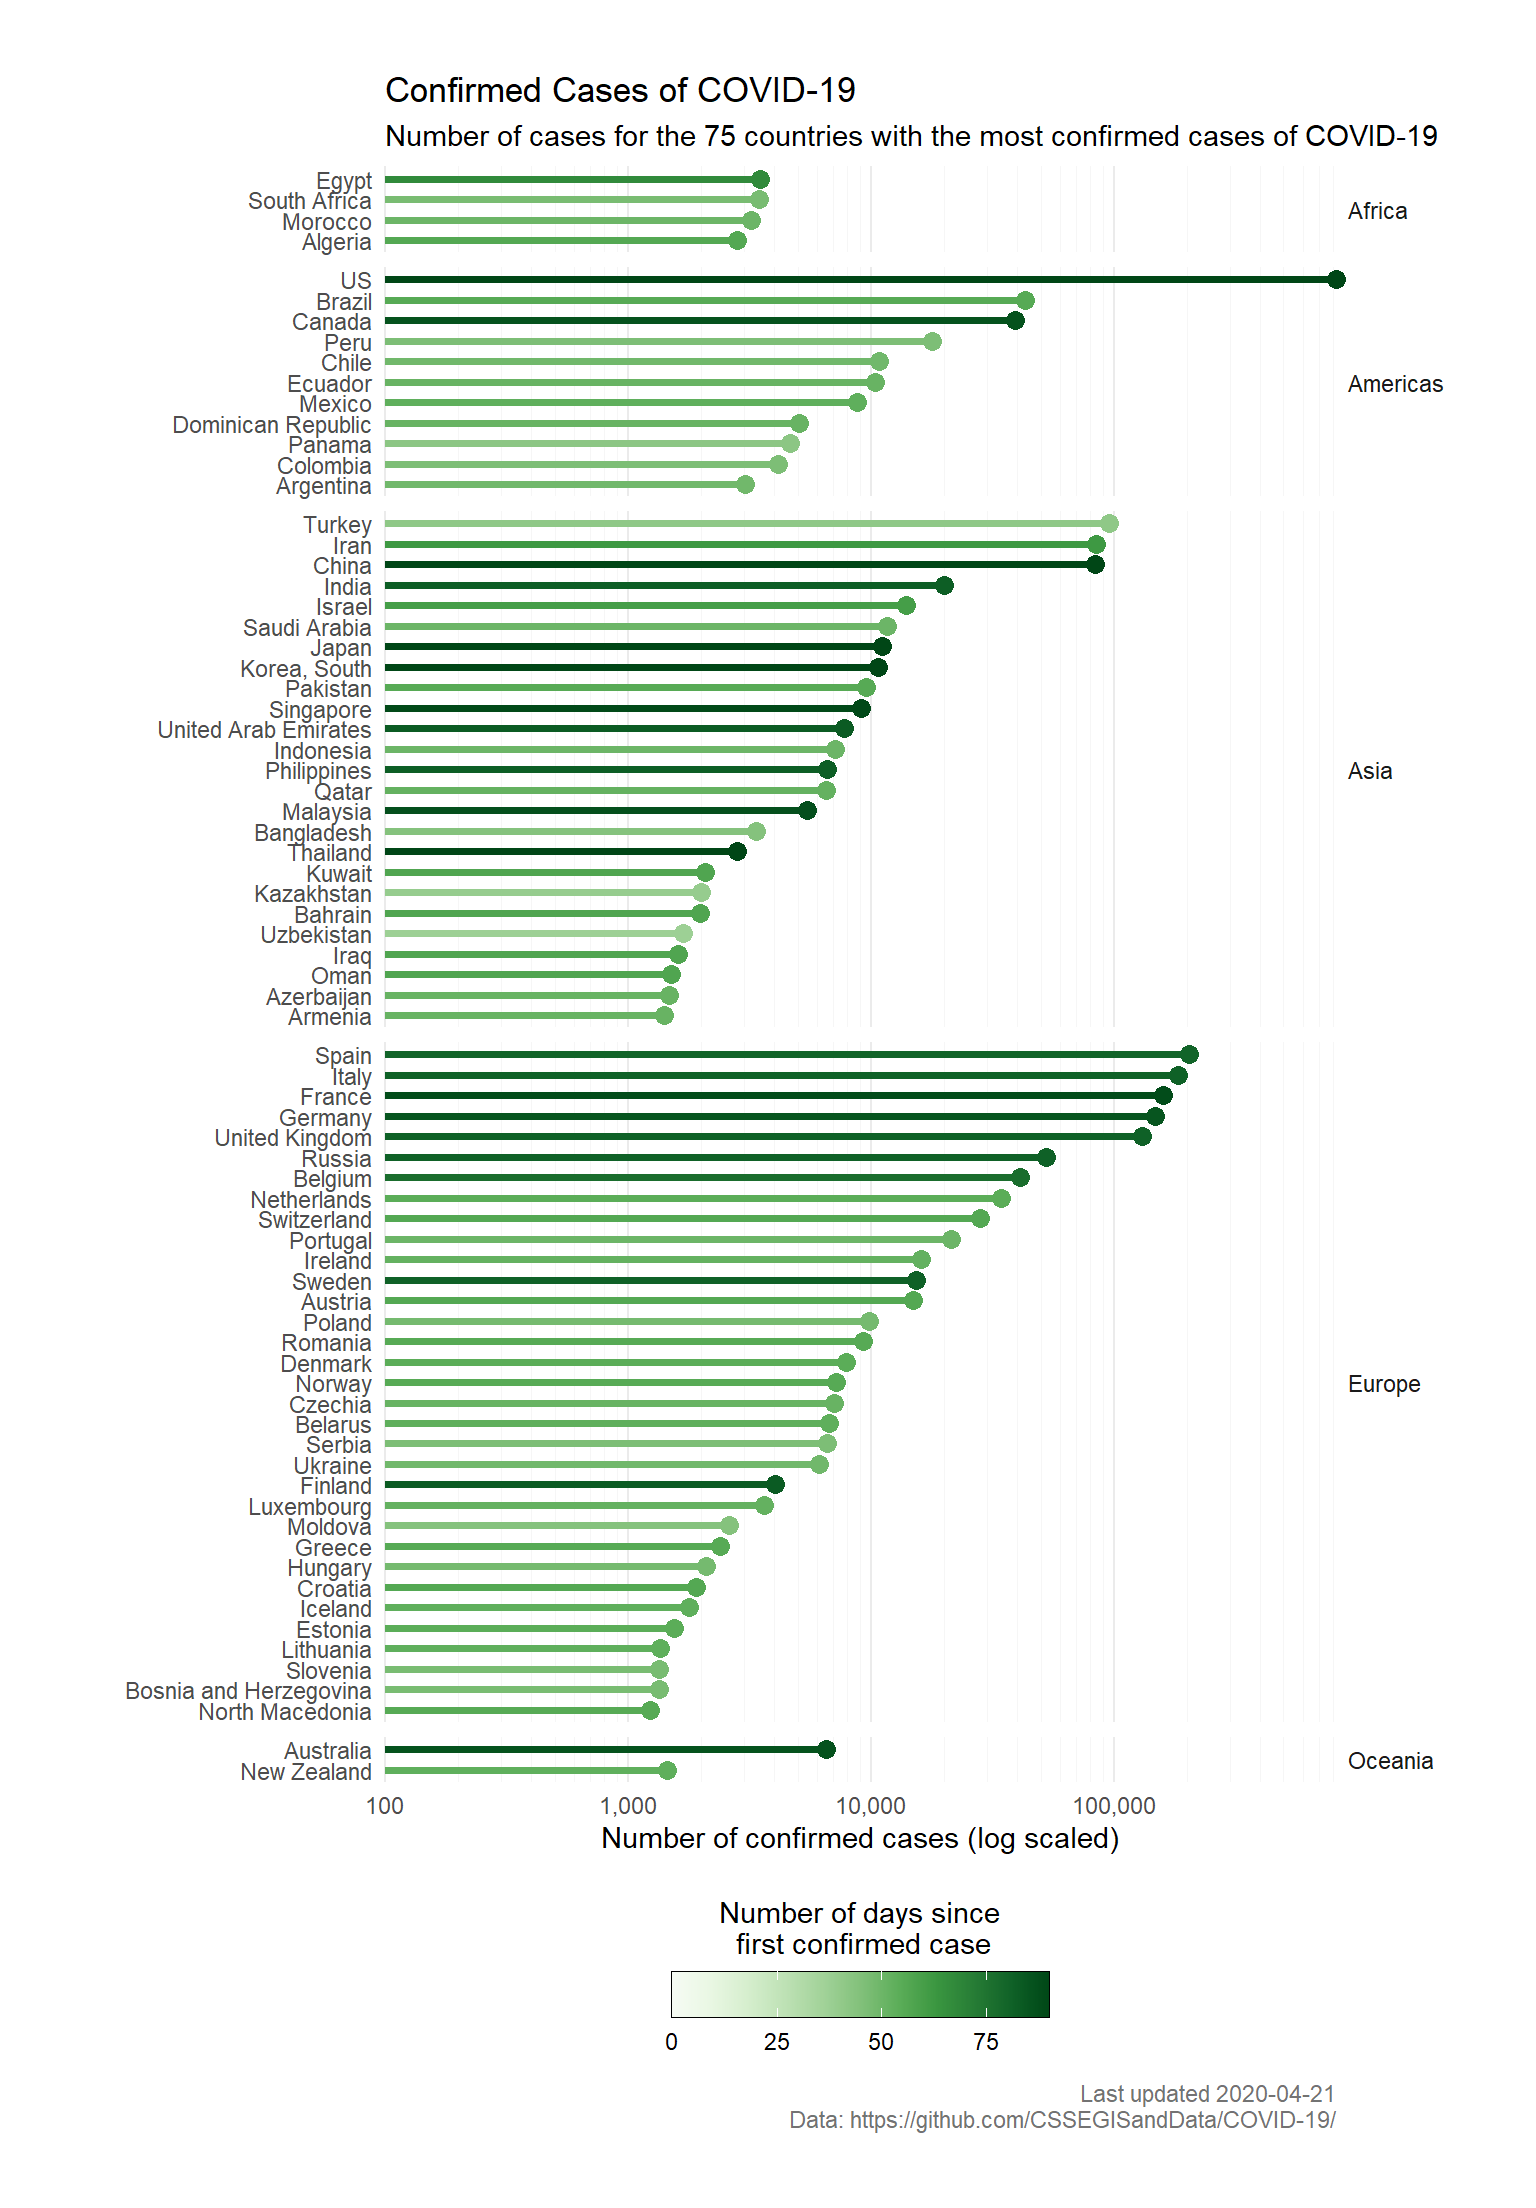 Confirmed Cases of COVID-19
Number of cases for the 75 countries with the most confirmed cases of COVID-19
Egypt
South Africa
Morocco
Algeria
Africa
US
Brazil
Canada
Peru
Chile
Ecuador
Mexico
Dominican Republic
Panama
Colombia
Argentina
Americas
Turkey
Iran
China
India
Israel
Saudi Arabia
Japan
Korea, South
Pakistan
Singapore
United Arab Emirates
Indonesia
Philippines
Qatar
Malaysia
Bangladesh
Thailand
Kuwait
Kazakhstan
Bahrain
Uzbekistan
Iraq
Oman
Azerbaijan
Armenia
Asia
Spain
Italy
France
Germany
United Kingdom
Russia
Belgium
Netherlands
Switzerland
Portugal
Ireland
Sweden
Austria
Poland
Romania
Denmark
Norway
Czechia
Belarus
Serbia
Ukraine
Finland
Luxembourg
Moldova
Greece
Hungary
Croatia
Iceland
Estonia
Lithuania
Slovenia
Bosnia and Herzegovina
North Macedonia
Europe
Australia
New Zealand
Oceania
100 1,000 10,000 100,000
Number of confirmed cases (log scaled)
Number of days since
first confirmed case
0 25 50 75
Last updated 2020-04-21
Data: https://github.com/CSSEGISandData/COVID-19/